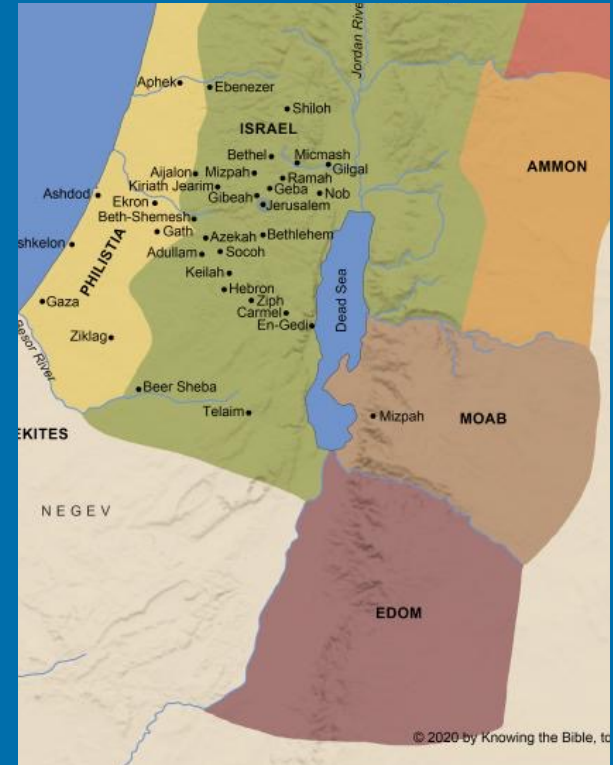 Jordan Rive
Aphek
Ebenezer
Shiloh
ISRAEL
Bethel
Micmash
Aijalon
Mizpah
Gilgal
AMMON
Ramah
Kiriath Jearim
Geba
Nob
Ashdod
Gibeah
Ekron
Jerusalem
Beth-Shemesh
Gath
Azekah
Bethlehem
shkelon
Adullam
Socoh
PHILISTIA
Keilah
Hebron
Dead Sea
Gaza
Ziph
Carmel
En-Gedi
Besor River
Ziklag
Beer Sheba
Telaim
Mizpah
MOAB
EKITES
NEGEV
EDOM
© 2020 by Knowing the Bible, to